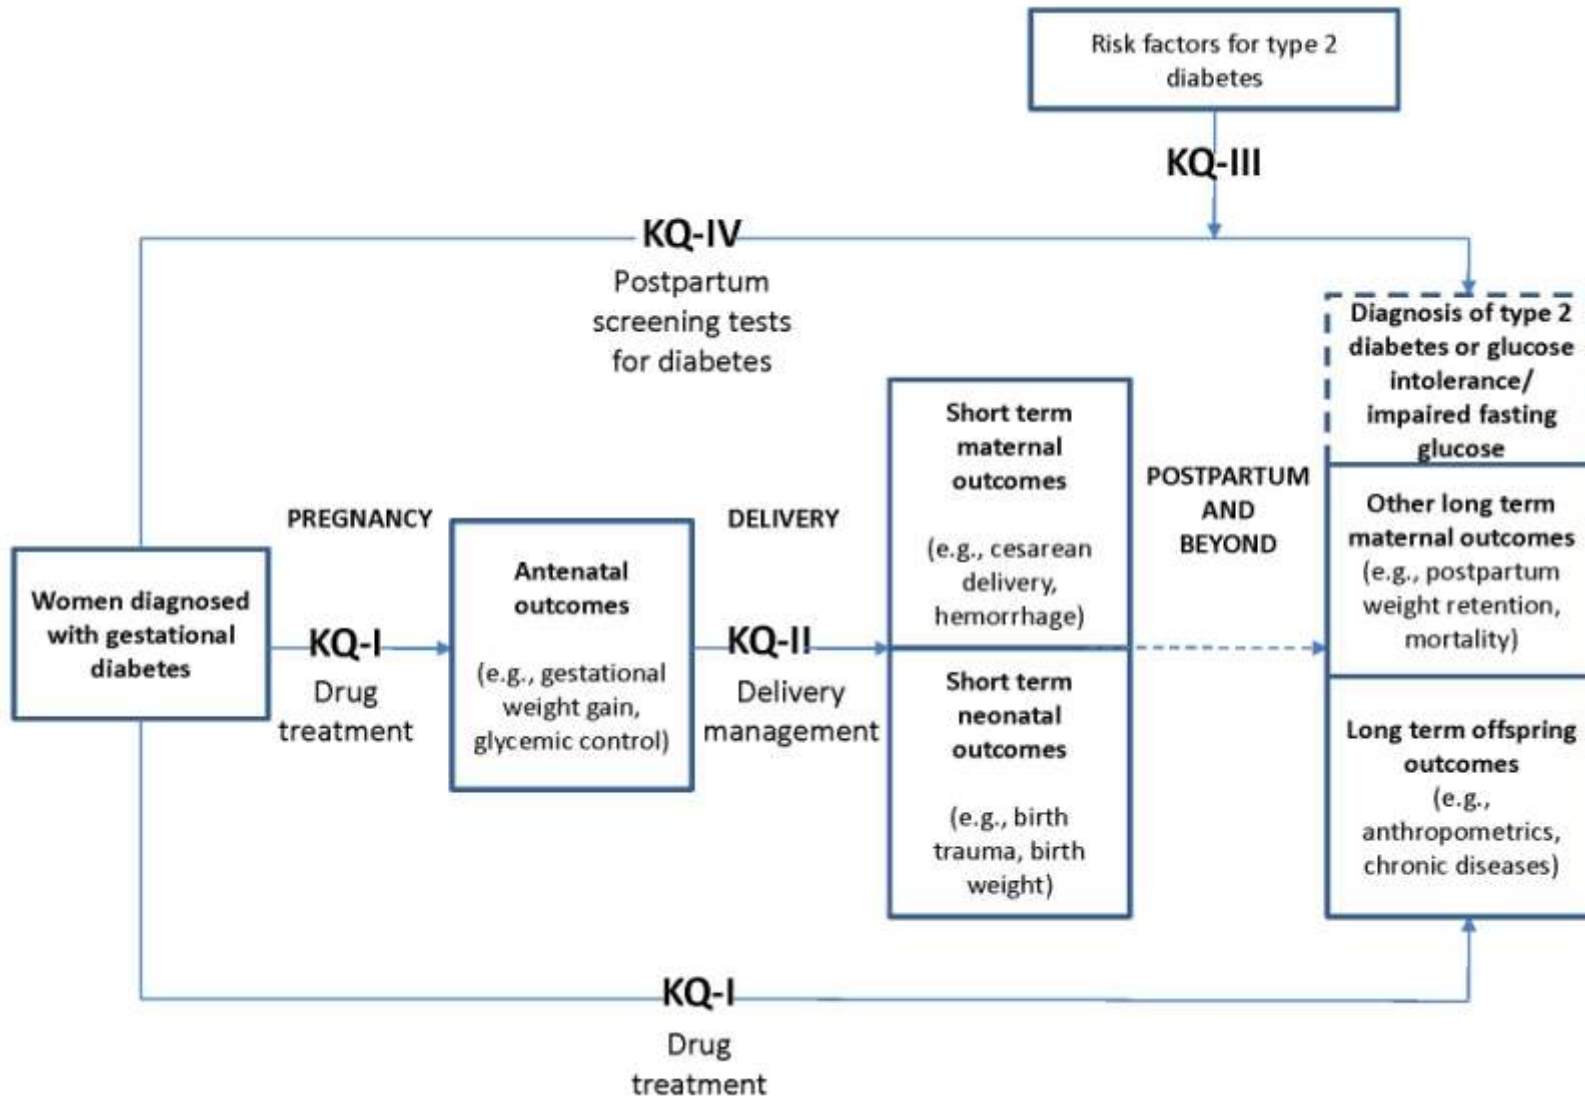 Risk factors for type 2
diabetes
KQ-III
KQ-IV
Postpartum
screening tests
for diabetes
Diagnosis of type 2
diabetes or glucose
intolerance/
impaired fasting
glucose
Short term
maternal
outcomes
(e.g., cesarean
delivery,
hemorrhage)
POSTPARTUM
AND
BEYOND
Other long term
maternal outcomes
(e.g., postpartum
weight retention,
mortality)
PREGNANCY
DELIVERY
Women diagnosed
with gestational
diabetes
KQ-I
Drug
treatment
Antenatal
outcomes
(e.g., gestational
weight gain,
glycemic control)
KQ-II
Delivery
management
Short term
neonatal
outcomes
(e.g., birth
trauma, birth
weight)
Long term offspring
outcomes
(e.g.,
anthropometrics,
chronic diseases)
KQ-I
Drug
treatment